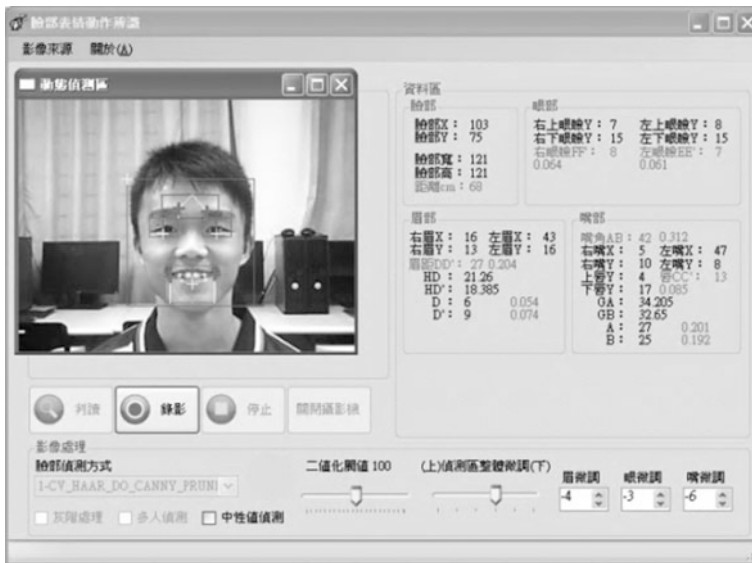 臉部表情動作辨識
影像來源 關於(A)
動態偵測區
資料區
臉部
臉部X： 103
臉部Y： 75
臉部寬： 121
臉部高： 121
距離cm： 68
眼部
右上眼瞼Y： 7 左上眼瞼Y： 8
右下眼瞼Y： 15 左下眼瞼Y： 15
右眼瞼FF'： 8 左眼瞼EE'： 7
0.064 0.061
眉部
右眉X： 16 左眉X： 43
右眉Y： 13 左眉Y： 16
眉距DD'： 27 0.204
HD： 21.26
HD'： 18.385
D： 6 0.054
D'： 9 0.074
嘴部
嘴角AB： 42 0.312
右嘴X： 5 左嘴X： 47
右嘴Y： 10 左嘴Y： 8
上唇Y： 4 唇CC'： 13
下唇Y： 17 0.085
GA： 34.205
GB： 32.65
A： 27 0.201
B： 25 0.192
判讀 錄影 停止 關閉攝影機
影像處理
臉部偵測方式 二值化閥值 100 (上)偵測區整體微調(下) 眉微調 眼微調 嘴微調
1-CV_HAAR_DO_CANNY_PRUNI -4 -3 -6
灰階處理 多人偵測 中性值偵測